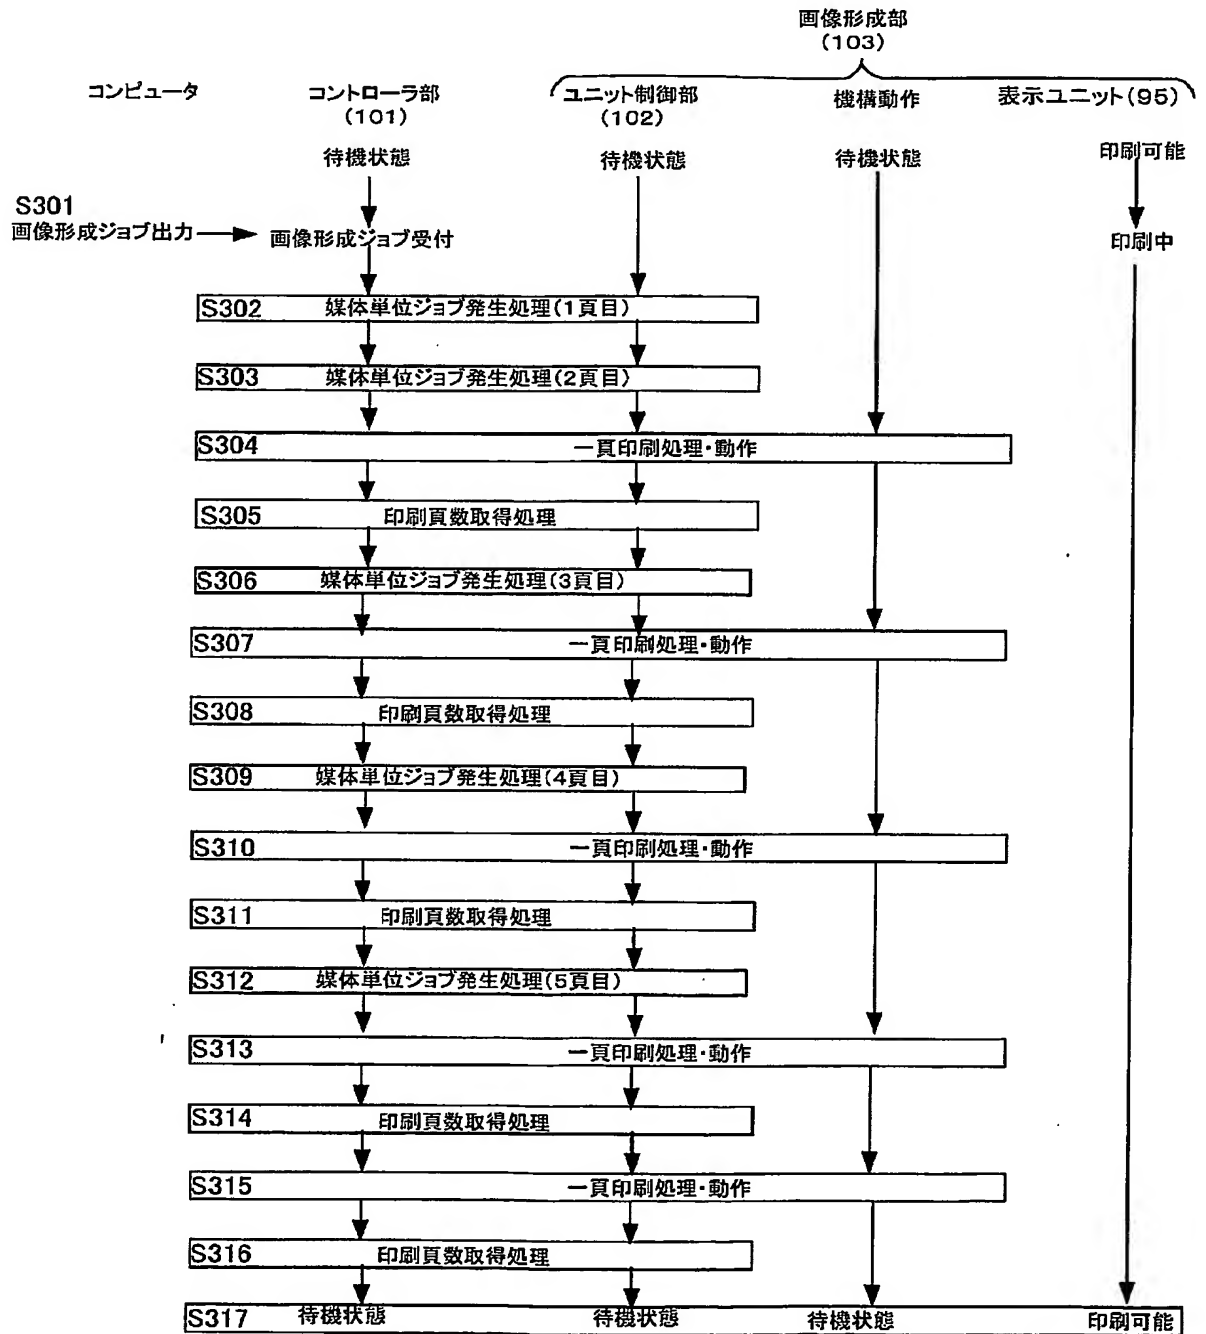 画像形成部
(103)
コンピュータ
コントローラ部
(101)
ユニット制御部
(102)
機構動作
表示ユニット(95)
待機状態
待機状態
待機状態
印刷可能
S301
画像形成ジョブ出力
画像形成ジョブ受付
印刷中
S302 媒体単位ジョブ発生処理(1頁目)
S303 媒体単位ジョブ発生処理(2頁目)
S304 一頁印刷処理・動作
S305 印刷頁数取得処理
S306 媒体単位ジョブ発生処理(3頁目)
S307 一頁印刷処理・動作
S308 印刷頁数取得処理
S309 媒体単位ジョブ発生処理(4頁目)
S310 一頁印刷処理・動作
S311 印刷頁数取得処理
S312 媒体単位ジョブ発生処理(5頁目)
S313 一頁印刷処理・動作
S314 印刷頁数取得処理
S315 一頁印刷処理・動作
S316 印刷頁数取得処理
S317 待機状態 待機状態 待機状態 印刷可能